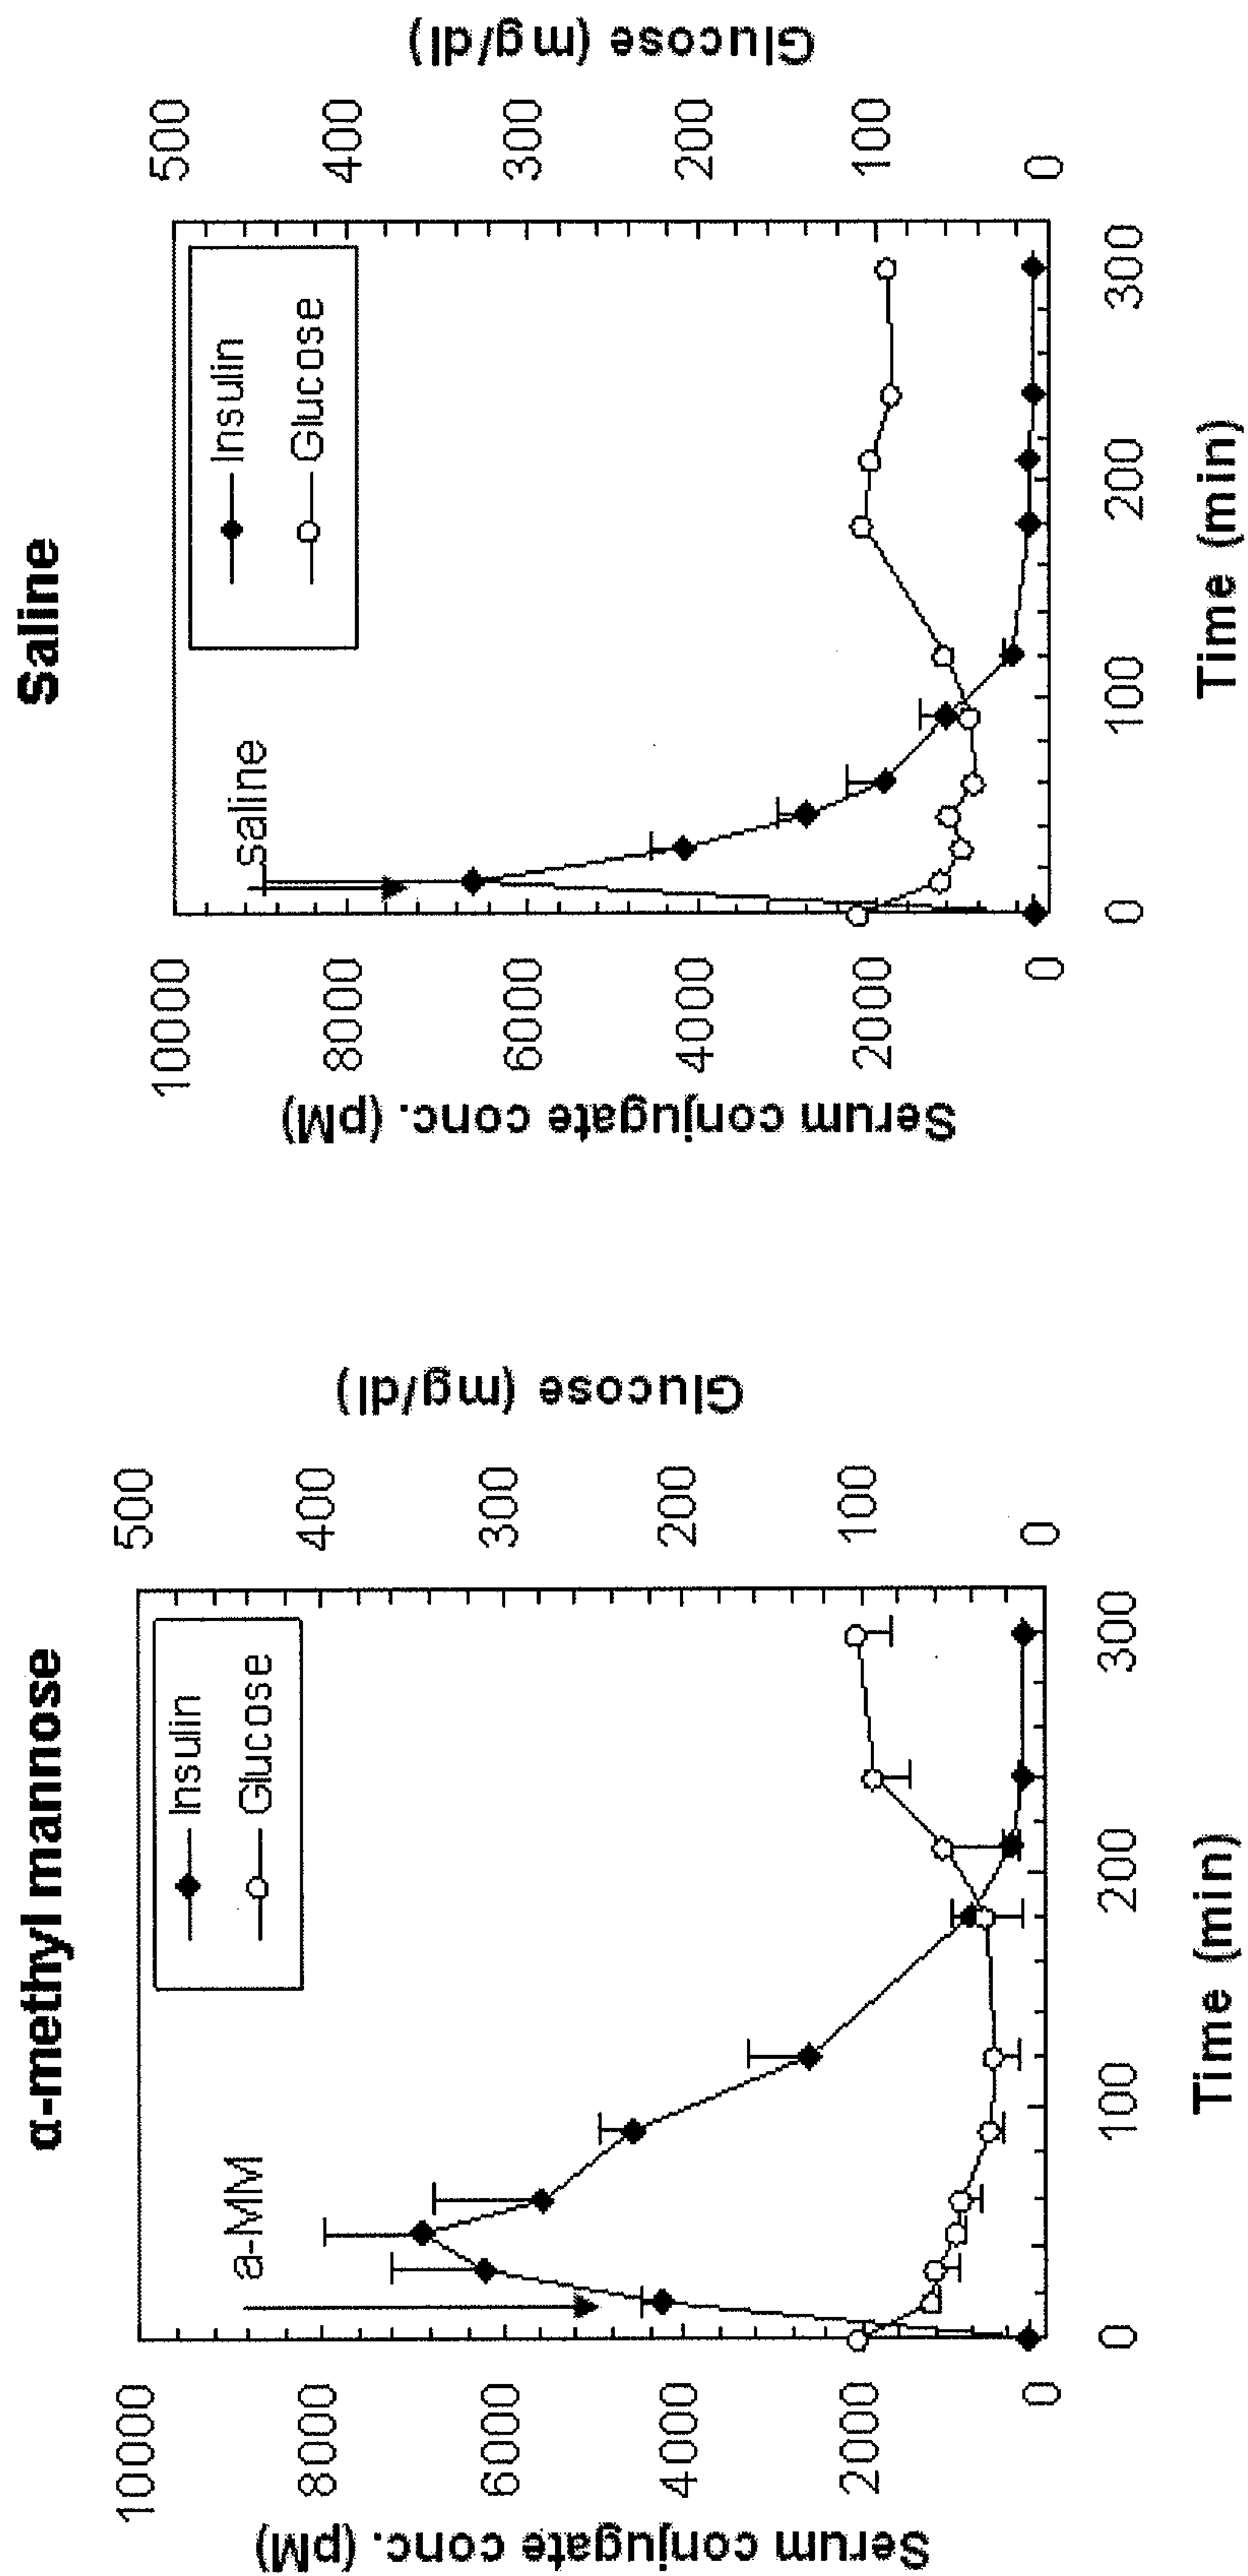 α-methyl mannose
a-MM
Insulin
Glucose
Serum conjugate conc. (pM)
10000
8000
6000
4000
2000
0
Glucose (mg/dl)
500
400
300
200
100
0
0
100
200
300
Time (min)
Saline
saline
Insulin
Glucose
Serum conjugate conc. (pM)
10000
8000
6000
4000
2000
0
Glucose (mg/dl)
500
400
300
200
100
0
0
100
200
300
Time (min)